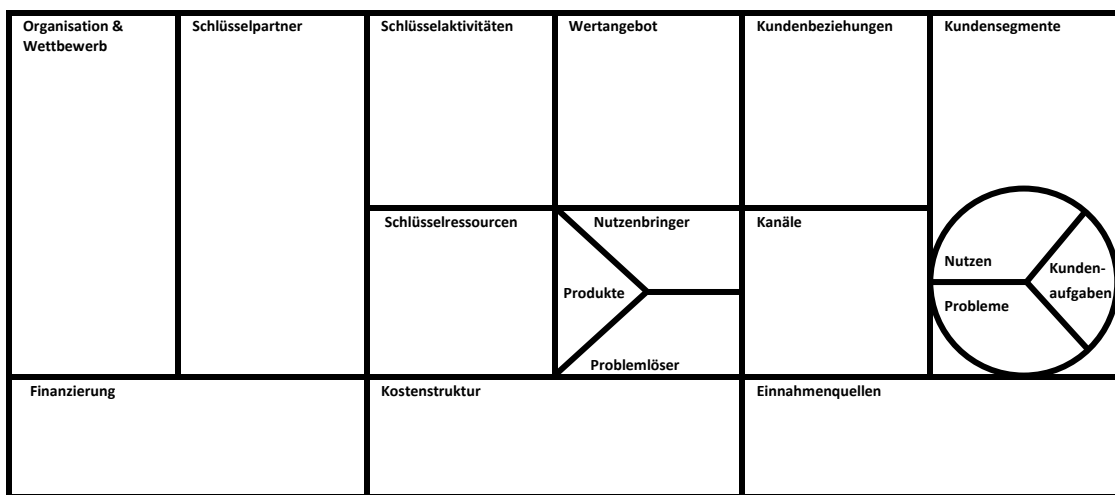 Organisation &
Wettbewerb
Schlüsselpartner
Schlüsselaktivitäten
Wertangebot
Kundenbeziehungen
Kundensegmente
Schlüsselressourcen
Nutzenbringer
Produkte
Problemlöser
Kanäle
Nutzen
Kunden-
aufgaben
Probleme
Finanzierung
Kostenstruktur
Einnahmenquellen